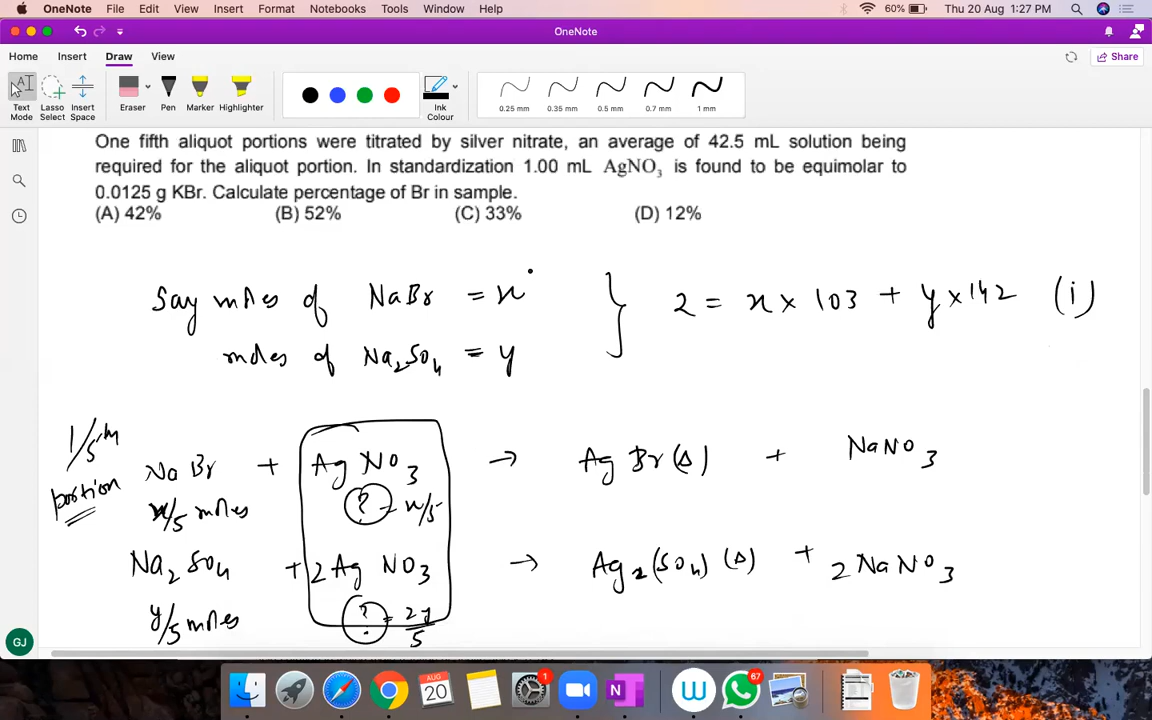 OneNote File Edit View Insert Format Notebooks Tools Window Help 60% Thu 20 Aug 1:27 PM
OneNote
Home Insert Draw View Share
Text Mode
Lasso Select
Insert Space
Eraser
Pen
Marker
Highlighter
Ink Colour
0.25 mm 0.35 mm 0.5 mm 0.7 mm 1 mm
One fifth aliquot portions were titrated by silver nitrate, an average of 42.5 mL solution being
required for the aliquot portion. In standardization 1.00 mL AgNO₃ is found to be equimolar to
0.0125 g KBr. Calculate percentage of Br in sample.
(A) 42% (B) 52% (C) 33% (D) 12%
Say moles of NaBr = x
moles of Na₂SO₄ = y
2 = x × 103 + y × 142 (i)
1/5th portion
NaBr + AgNO₃ → AgBr(s) + NaNO₃
x/5 moles ? = x/5
Na₂SO₄ + 2AgNO₃ → Ag₂(SO₄)(s) + 2NaNO₃
y/5 moles ? = 2y/5
GJ
AUG 20
1
67